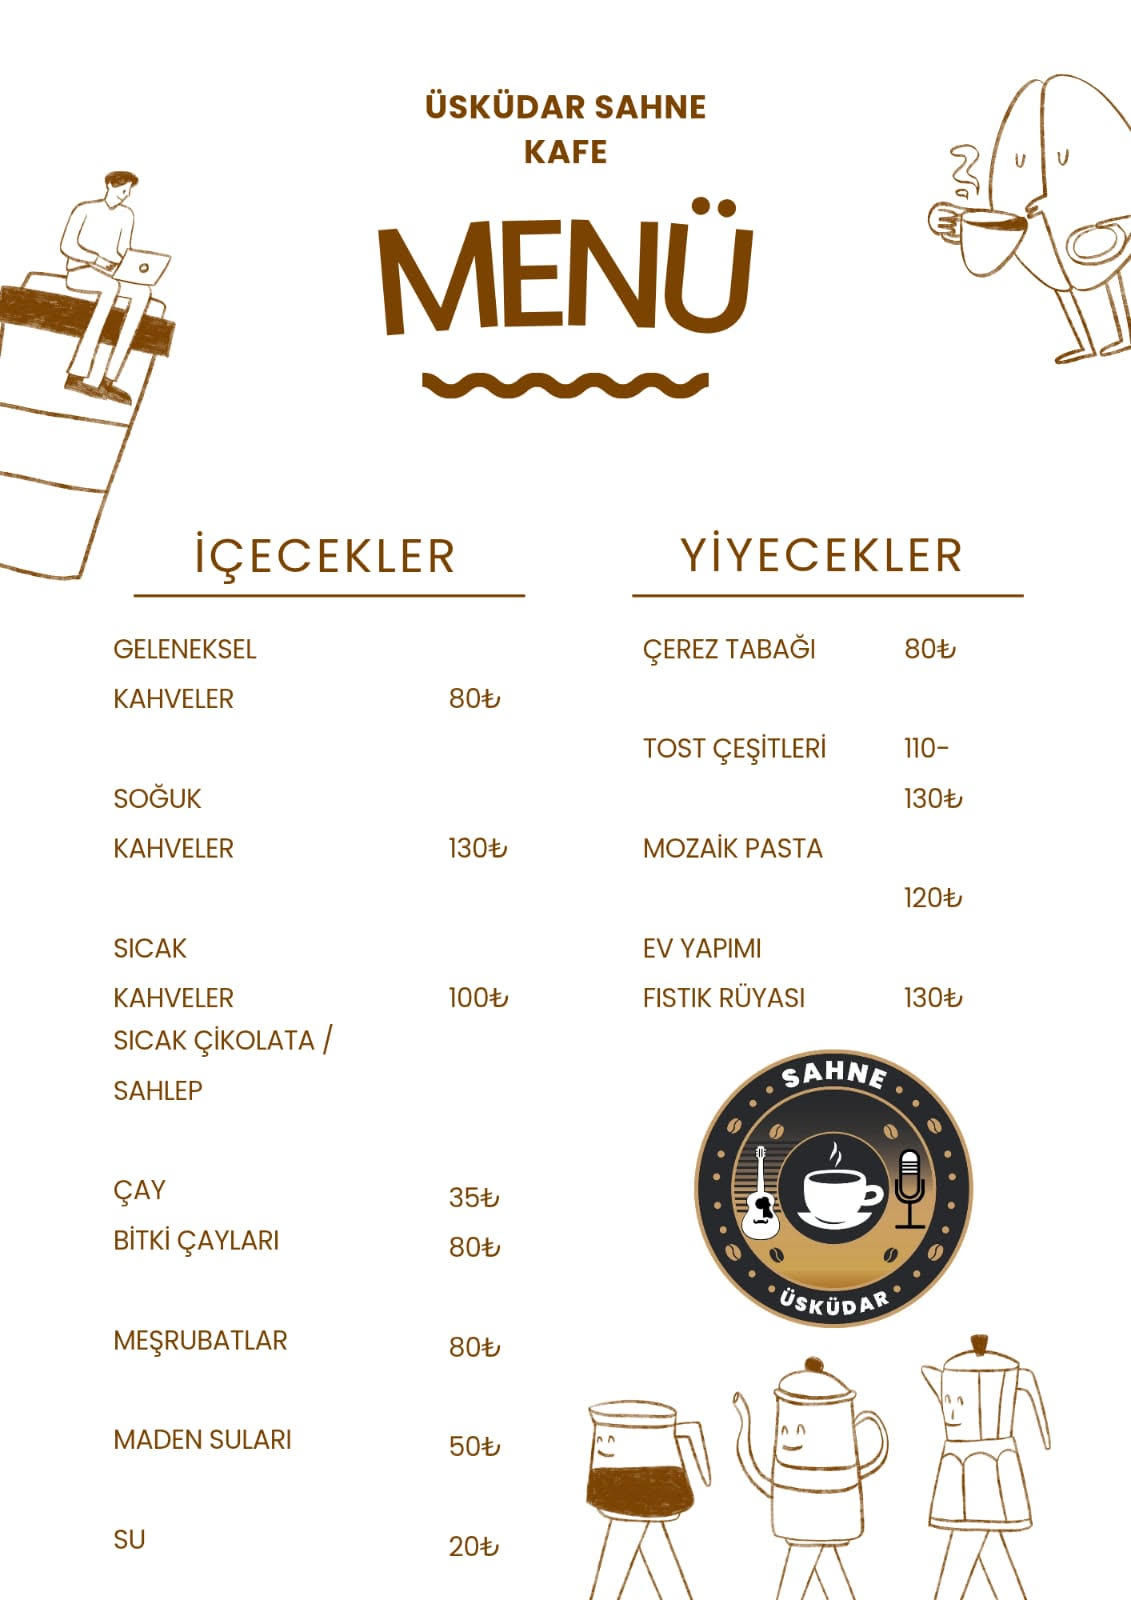 ÜSKÜDAR SAHNE
KAFE
MENÜ
İÇECEKLER
GELENEKSEL
KAHVELER 80₺
SOĞUK
KAHVELER 130₺
SICAK
KAHVELER 100₺
SICAK ÇİKOLATA /
SAHLEP
ÇAY 35₺
BİTKİ ÇAYLARI 80₺
MEŞRUBATLAR 80₺
MADEN SULARI 50₺
SU 20₺
YİYECEKLER
ÇEREZ TABAĞI 80₺
TOST ÇEŞİTLERİ 110-
130₺
MOZAİK PASTA
120₺
EV YAPIMI
FISTIK RÜYASI 130₺
SAHNE
ÜSKÜDAR